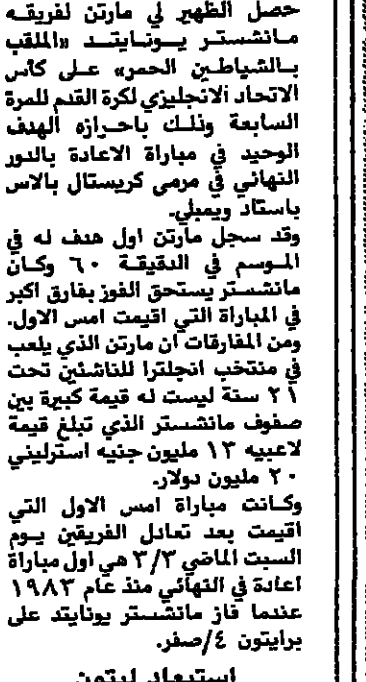 حصل الظهير لي مارتن لفريقه
مانشستر يونايتد «الملقب
بالشياطين الحمر» على كأس
الاتحاد الانجليزي لكرة القدم للمرة
السابعة وذلك باحرازه الهدف
الوحيد في مباراة الاعادة بالدور
النهائي في مرمى كريستال بالاس
باستاد ويمبلي.
وقد سجل مارتن اول هدف له في
الموسم في الدقيقة ٦٠ وكان
مانشستر يستحق الفوز بفارق اكبر
في المباراة التي اقيمت امس الاول.
ومن المفارقات ان مارتن الذي يلعب
في منتخب انجلترا للناشئين تحت
٢١ سنة ليست له قيمة كبيرة بين
صفوف مانشستر الذي تبلغ قيمة
لاعبيه ١٣ مليون جنيه استرليني
٢٠ مليون دولار.
وكانت مباراة امس الاول التي
اقيمت بعد تعادل الفريقين يوم
السبت الماضي ٣/٣ هي اول مباراة
اعادة في النهائي منذ عام ١٩٨٣
عندما فاز مانشستر يونايتد على
برايتون ٤/صفر.
استبعاد ليتون